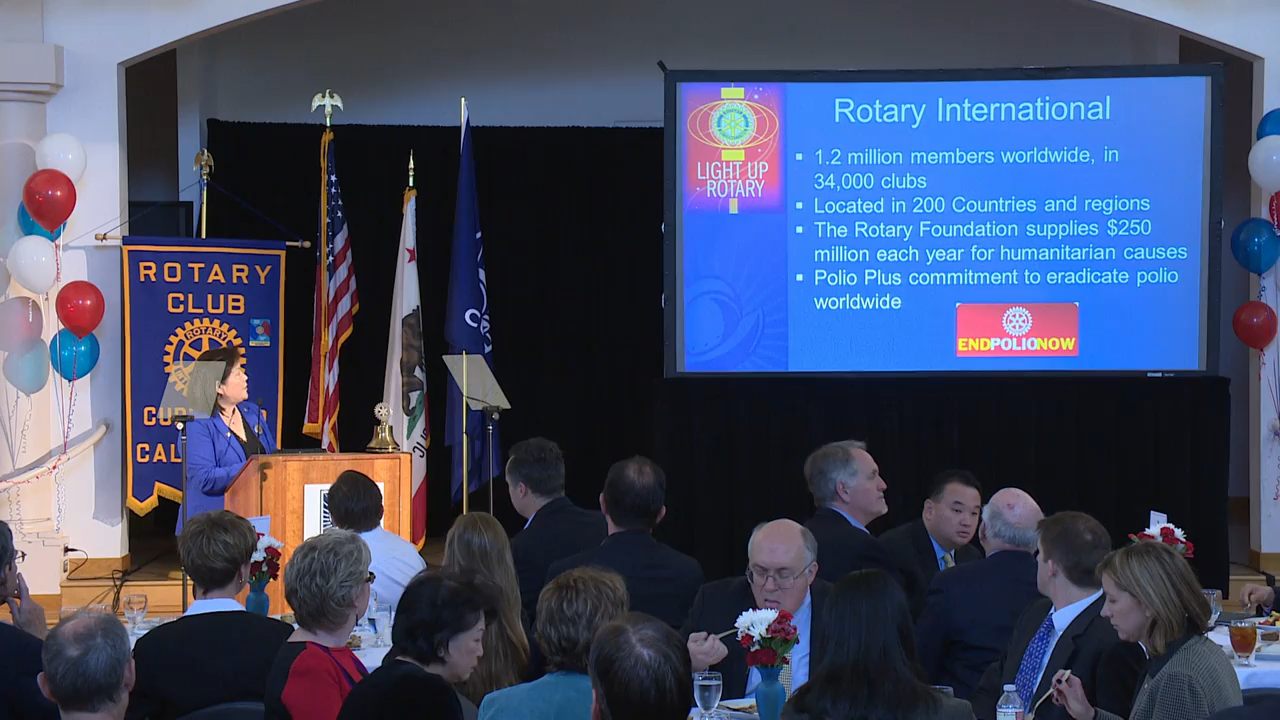 Rotary International
LIGHT UP
ROTARY
▪ 1.2 million members worldwide, in
34,000 clubs
▪ Located in 200 Countries and regions
▪ The Rotary Foundation supplies $250
million each year for humanitarian causes
▪ Polio Plus commitment to eradicate polio
worldwide
ENDPOLIONOW
ROTARY
CLUB
ROTARY
CU
CAL